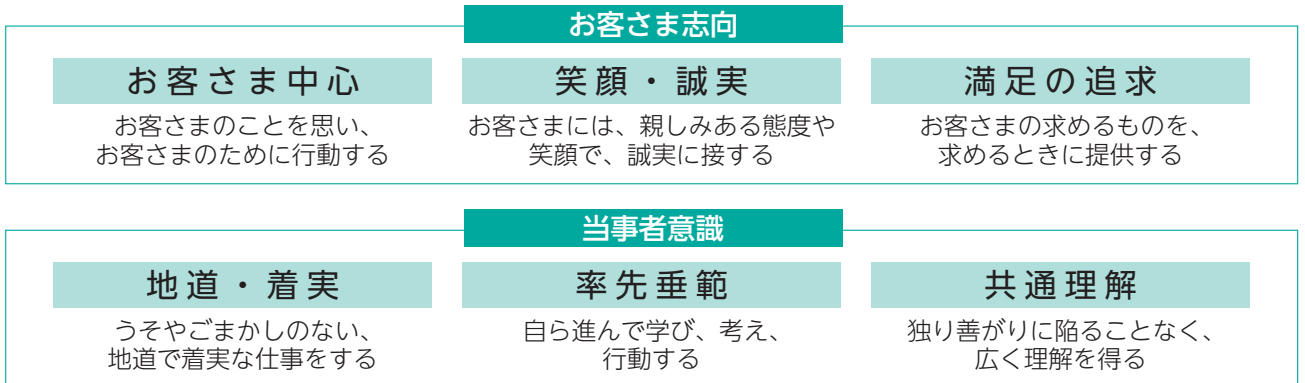 お客さま志向
お客さま中心
お客さまのことを思い、
お客さまのために行動する
笑顔・誠実
お客さまには、親しみある態度や
笑顔で、誠実に接する
満足の追求
お客さまの求めるものを、
求めるときに提供する
当事者意識
地道・着実
うそやごまかしのない、
地道で着実な仕事をする
率先垂範
自ら進んで学び、考え、
行動する
共通理解
独り善がりに陥ることなく、
広く理解を得る